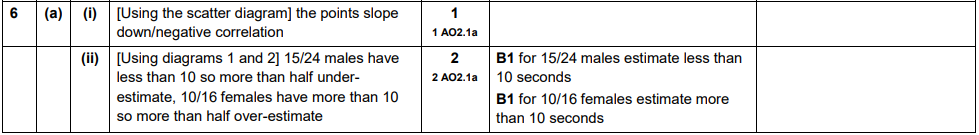 6 (a) (i) [Using the scatter diagram] the points slope 1
down/negative correlation 1 AO2.1a
(ii) [Using diagrams 1 and 2] 15/24 males have 2 B1 for 15/24 males estimate less than
less than 10 so more than half under- 2 AO2.1a 10 seconds
estimate, 10/16 females have more than 10 B1 for 10/16 females estimate more
so more than half over-estimate than 10 seconds